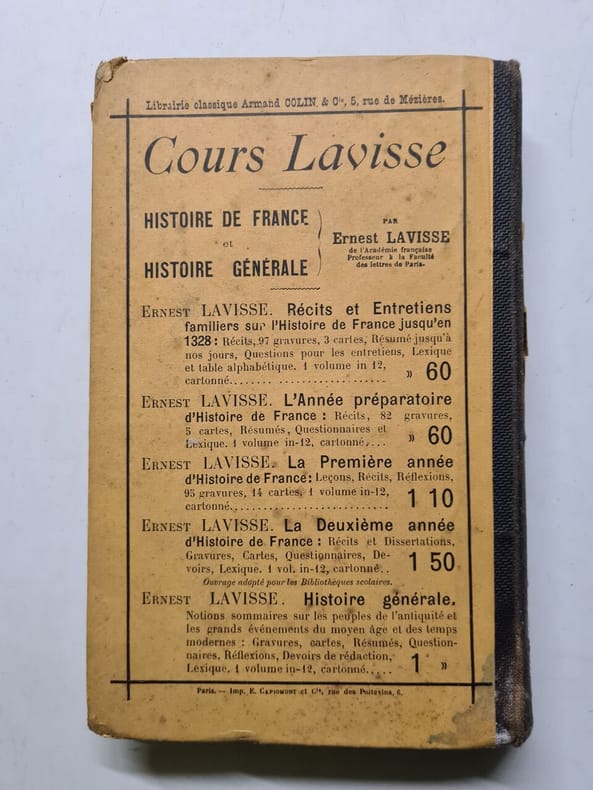 Librairie classique Armand COLIN & Cie, 5, rue de Mézières.
Cours Lavisse
HISTOIRE DE FRANCE
et
HISTOIRE GÉNÉRALE
PAR
Ernest LAVISSE
de l'Académie française
Professeur à la Faculté
des lettres de Paris.
ERNEST LAVISSE. Récits et Entretiens
familiers sur l'Histoire de France jusqu'en
1328 : Récits, 97 gravures, 3 cartes, Résumé jusqu'à
nos jours, Questions pour les entretiens, Lexique
et table alphabétique. 1 volume in 12,
cartonné........ .................... » 60
ERNEST LAVISSE. L'Année préparatoire
d'Histoire de France : Récits, 82 gravures,
5 cartes, Résumés, Questionnaires et
Lexique. 1 volume in-12, cartonné.... » 60
ERNEST LAVISSE. La Première année
d'Histoire de France : Leçons, Récits, Réflexions,
95 gravures, 14 cartes, 1 volume in-12,
cartonné.............................. 1 10
ERNEST LAVISSE. La Deuxième année
d'Histoire de France : Récits et Dissertations,
Gravures, Cartes, Questionnaires, De-
voirs, Lexique. 1 vol. in-12, cartonné.. 1 50
Ouvrage adopté pour les Bibliothèques scolaires.
ERNEST LAVISSE. Histoire générale.
Notions sommaires sur les peuples de l'antiquité et
les grands événements du moyen âge et des temps
modernes : Gravures, cartes, Résumés, Question-
naires, Réflexions, Devoirs de rédaction,
Lexique. 1 volume in-12, cartonné..... 1 »
Paris. — Imp. E. CAPIOMONT et Cie, rue des Poitevins, 6.